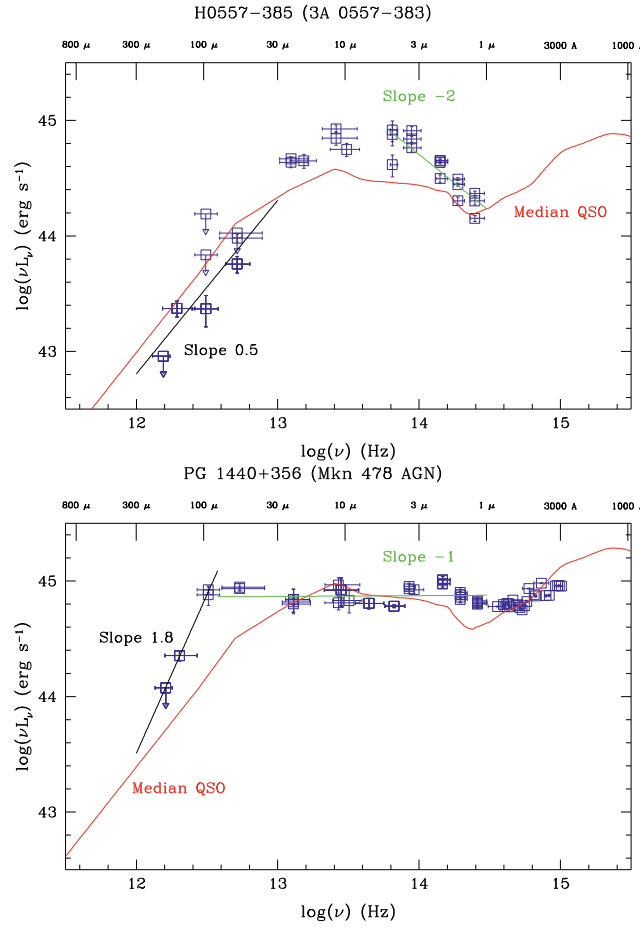 H0557−385 (3A 0557−383)
800 μ 300 μ 100 μ 30 μ 10 μ 3 μ 1 μ 3000 A 1000 A
45
44
43
log(νLν) (erg s⁻¹)
Slope −2
Median QSO
Slope 0.5
12 13 14 15
log(ν) (Hz)
PG 1440+356 (Mkn 478 AGN)
800 μ 300 μ 100 μ 30 μ 10 μ 3 μ 1 μ 3000 A 1000 A
45
44
43
log(νLν) (erg s⁻¹)
Slope −1
Slope 1.8
Median QSO
12 13 14 15
log(ν) (Hz)